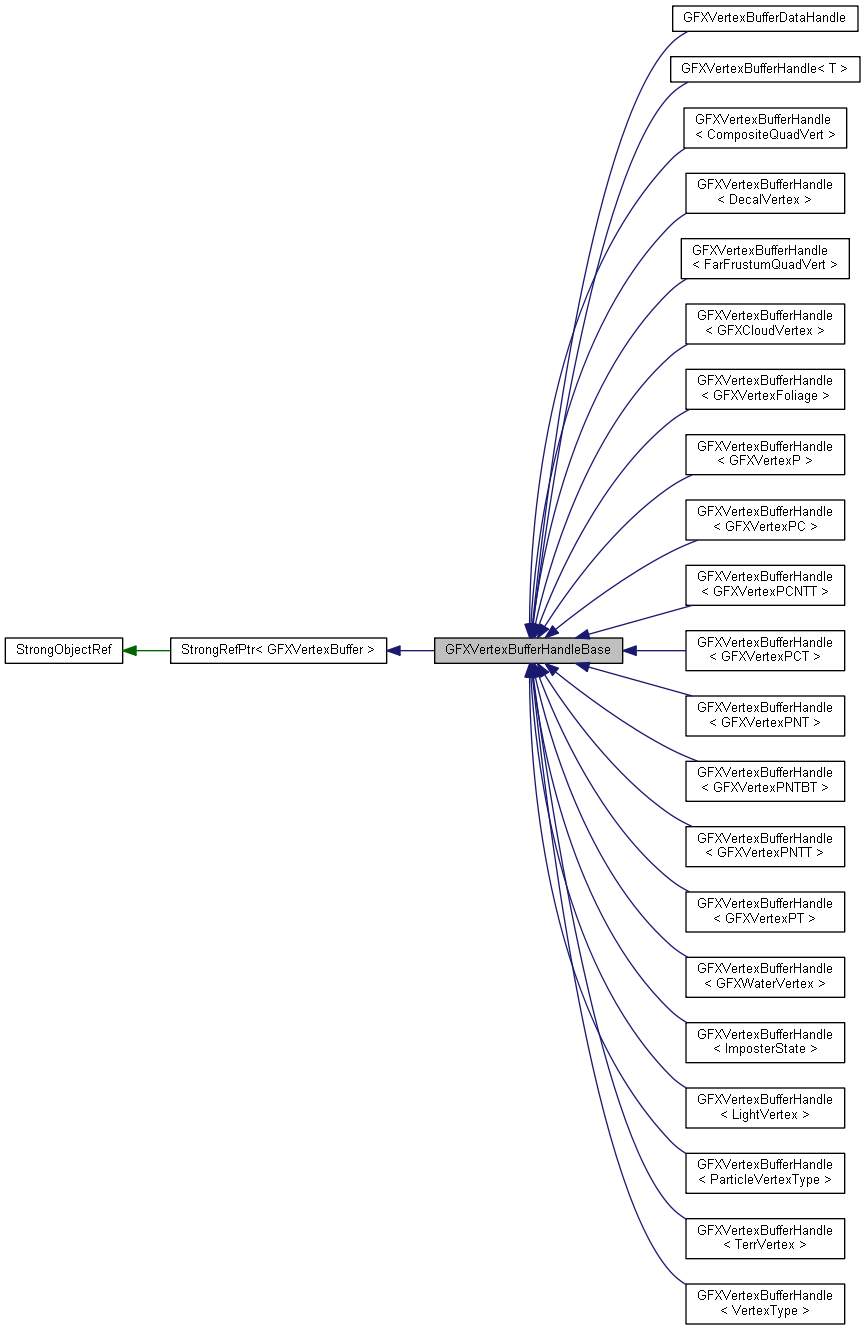 GFXVertexBufferDataHandle
GFXVertexBufferHandle< T >
GFXVertexBufferHandle
< CompositeQuadVert >
GFXVertexBufferHandle
< DecalVertex >
GFXVertexBufferHandle
< FarFrustumQuadVert >
GFXVertexBufferHandle
< GFXCloudVertex >
GFXVertexBufferHandle
< GFXVertexFoliage >
GFXVertexBufferHandle
< GFXVertexP >
GFXVertexBufferHandle
< GFXVertexPC >
GFXVertexBufferHandle
< GFXVertexPCNTT >
StrongObjectRef
StrongRefPtr< GFXVertexBuffer >
GFXVertexBufferHandleBase
GFXVertexBufferHandle
< GFXVertexPCT >
GFXVertexBufferHandle
< GFXVertexPNT >
GFXVertexBufferHandle
< GFXVertexPNTBT >
GFXVertexBufferHandle
< GFXVertexPNTT >
GFXVertexBufferHandle
< GFXVertexPT >
GFXVertexBufferHandle
< GFXWaterVertex >
GFXVertexBufferHandle
< ImposterState >
GFXVertexBufferHandle
< LightVertex >
GFXVertexBufferHandle
< ParticleVertexType >
GFXVertexBufferHandle
< TerrVertex >
GFXVertexBufferHandle
< VertexType >